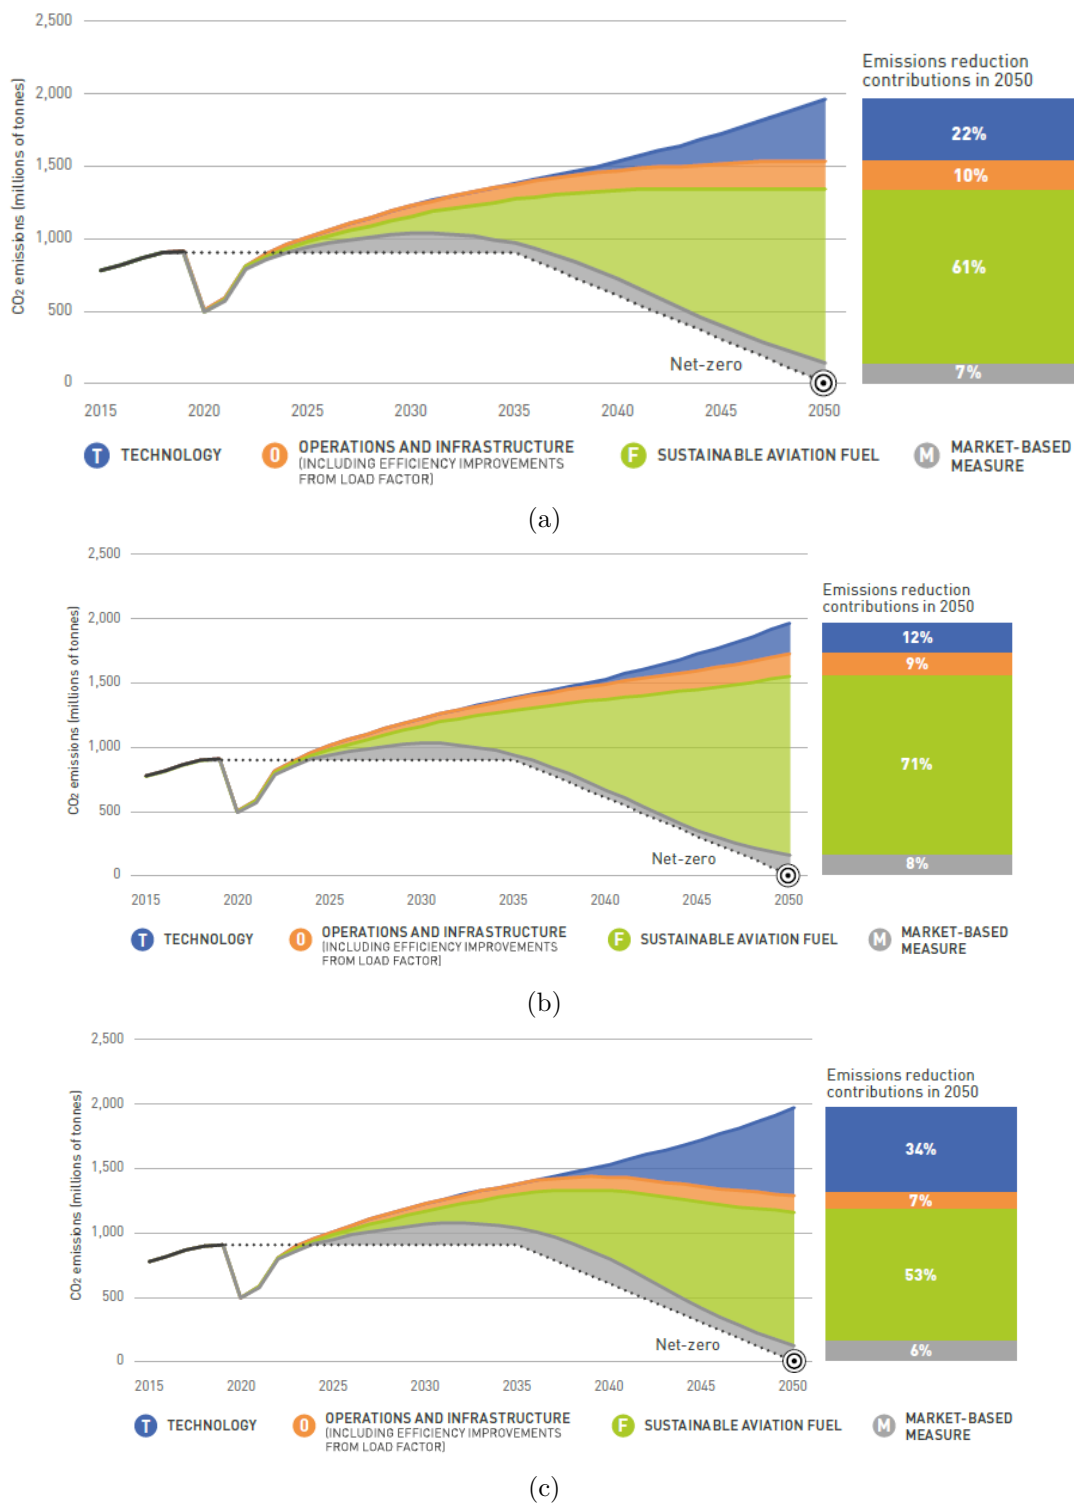 2,500
Emissions reduction
contributions in 2050
2,000
22%
1,500
10%
1,000
61%
500
Net-zero
7%
0
CO2 emissions (millions of tonnes)
2015 2020 2025 2030 2035 2040 2045 2050
T TECHNOLOGY
O OPERATIONS AND INFRASTRUCTURE
(INCLUDING EFFICIENCY IMPROVEMENTS
FROM LOAD FACTOR)
F SUSTAINABLE AVIATION FUEL
M MARKET-BASED
MEASURE
(a)
2,500
Emissions reduction
contributions in 2050
2,000
12%
9%
1,500
71%
1,000
500
Net-zero
8%
0
CO2 emissions (millions of tonnes)
2015 2020 2025 2030 2035 2040 2045 2050
T TECHNOLOGY
O OPERATIONS AND INFRASTRUCTURE
(INCLUDING EFFICIENCY IMPROVEMENTS
FROM LOAD FACTOR)
F SUSTAINABLE AVIATION FUEL
M MARKET-BASED
MEASURE
(b)
2,500
Emissions reduction
contributions in 2050
2,000
34%
1,500
7%
1,000
53%
500
Net-zero
6%
0
CO2 emissions (millions of tonnes)
2015 2020 2025 2030 2035 2040 2045 2050
T TECHNOLOGY
O OPERATIONS AND INFRASTRUCTURE
(INCLUDING EFFICIENCY IMPROVEMENTS
FROM LOAD FACTOR)
F SUSTAINABLE AVIATION FUEL
M MARKET-BASED
MEASURE
(c)